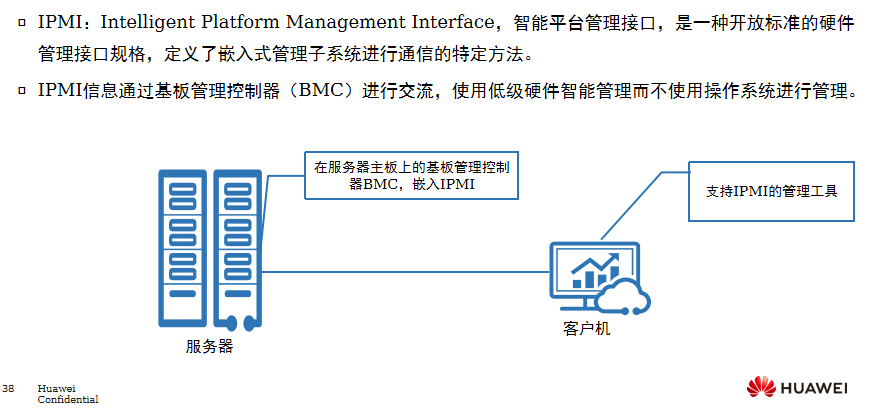 IPMI：Intelligent Platform Management Interface，智能平台管理接口，是一种开放标准的硬件
管理接口规格，定义了嵌入式管理子系统进行通信的特定方法。
IPMI信息通过基板管理控制器（BMC）进行交流，使用低级硬件智能管理而不使用操作系统进行管理。
在服务器主板上的基板管理控制
器BMC，嵌入IPMI
支持IPMI的管理工具
服务器
客户机
38
Huawei
Confidential
HUAWEI